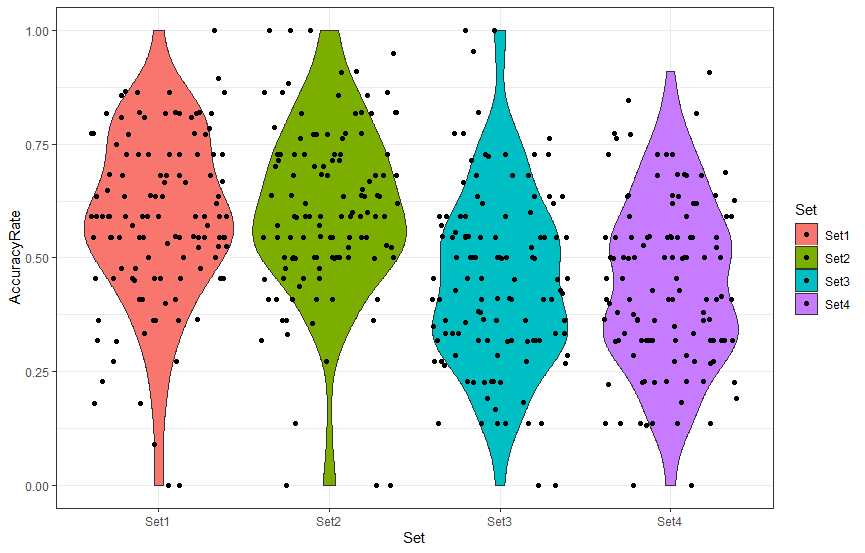 1.00
0.75
0.50
0.25
0.00
AccuracyRate
Set1 Set2 Set3 Set4
Set
Set
Set1
Set2
Set3
Set4